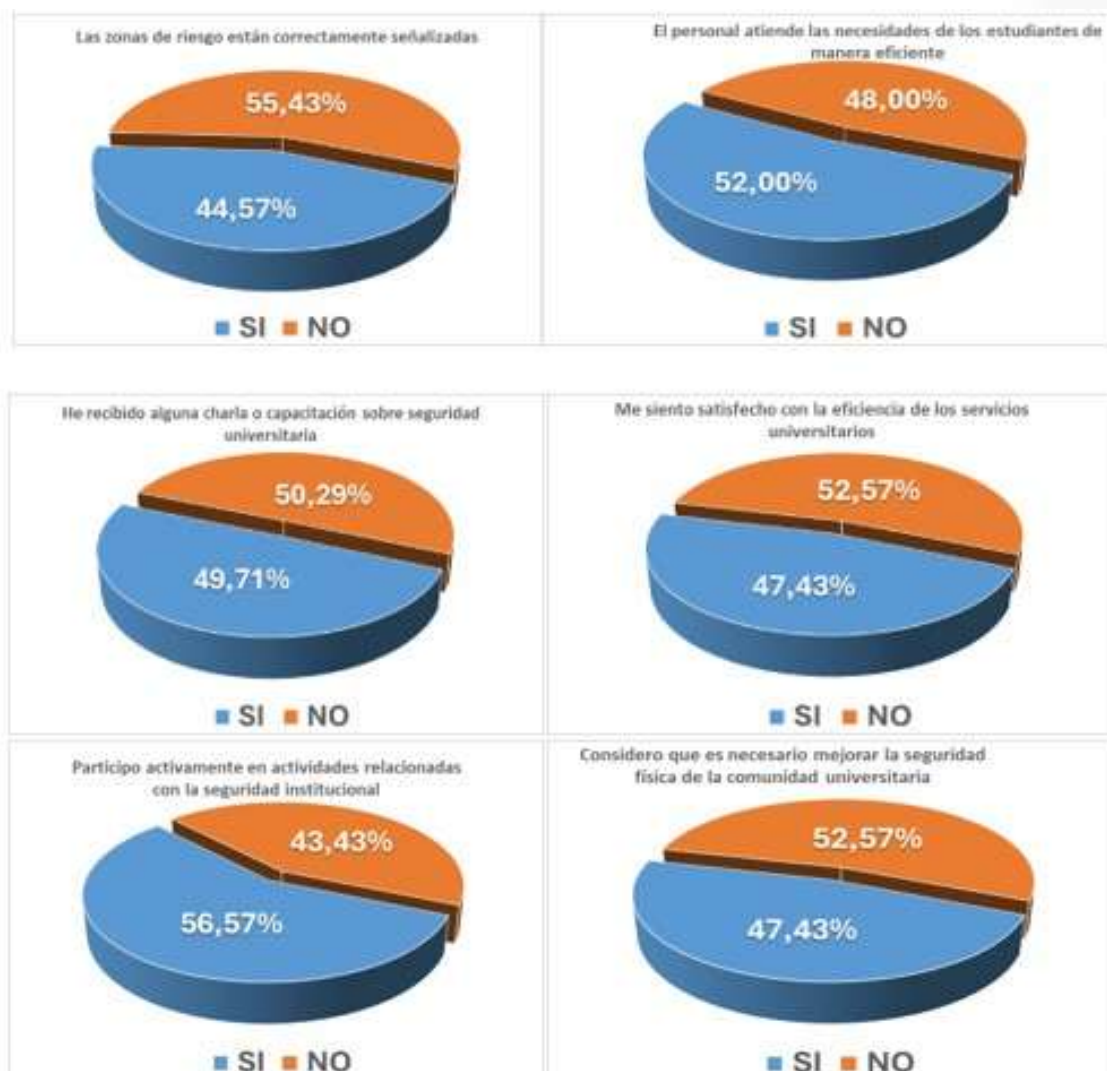 Las zonas de riesgo están correctamente señalizadas
55,43%
44,57%
SI NO
El personal atiende las necesidades de los estudiantes de
manera eficiente
48,00%
52,00%
SI NO
He recibido alguna charla o capacitación sobre seguridad
universitaria
50,29%
49,71%
SI NO
Me siento satisfecho con la eficiencia de los servicios
universitarios
52,57%
47,43%
SI NO
Participo activamente en actividades relacionadas
con la seguridad institucional
43,43%
56,57%
SI NO
Considero que es necesario mejorar la seguridad
física de la comunidad universitaria
52,57%
47,43%
SI NO